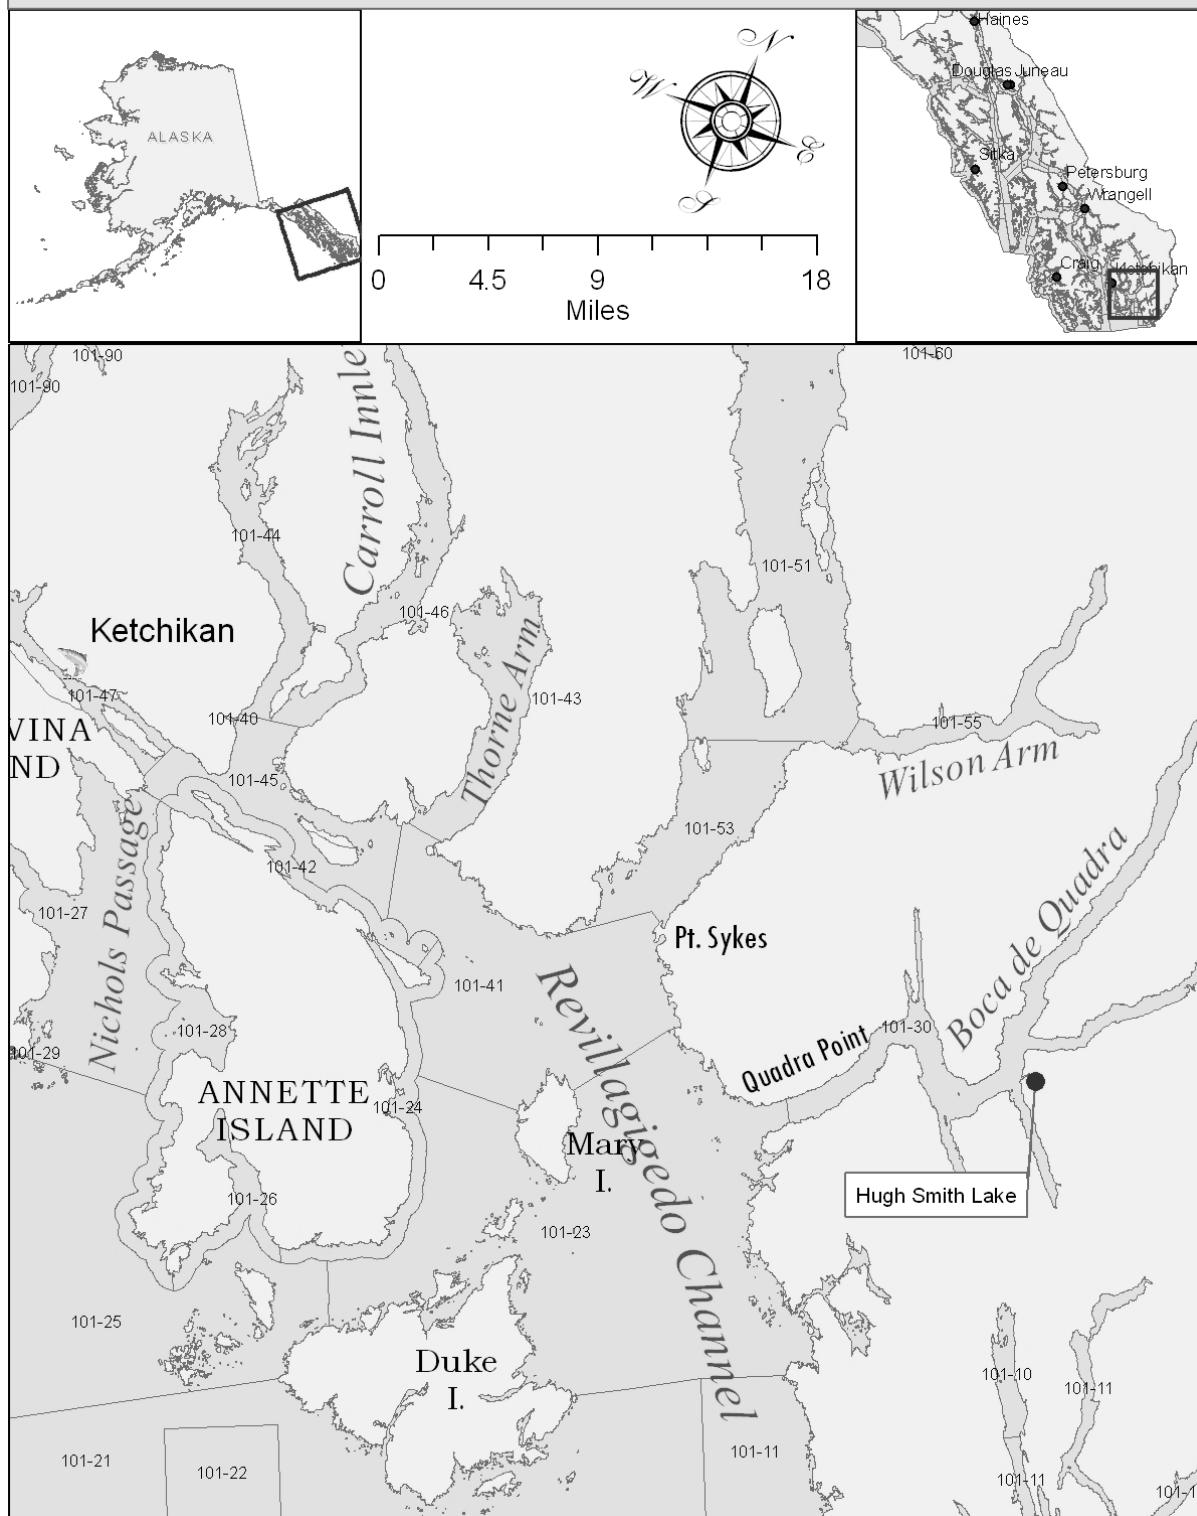 ALASKA
N
W
E
S
0 4.5 9 18
Miles
Haines
Douglas Juneau
Sitka
Petersburg
Wrangell
Craig
Ketchikan
101-90
101-90
101-60
Carroll Inle
101-44
101-51
101-46
Ketchikan
Thorne Arm
101-43
101-47
101-40
101-55
VINA
ND
Wilson Arm
101-45
101-53
Nichols Passage
101-42
Boca de Quadra
101-27
Pt. Sykes
101-41
Revillagigedo Channel
101-28
101-30
101-29
Quadra Point
ANNETTE
ISLAND
101-24
Mary
I.
Hugh Smith Lake
101-26
101-23
101-25
Duke
I.
101-10
101-11
101-21
101-22
101-11
101-11
101-1